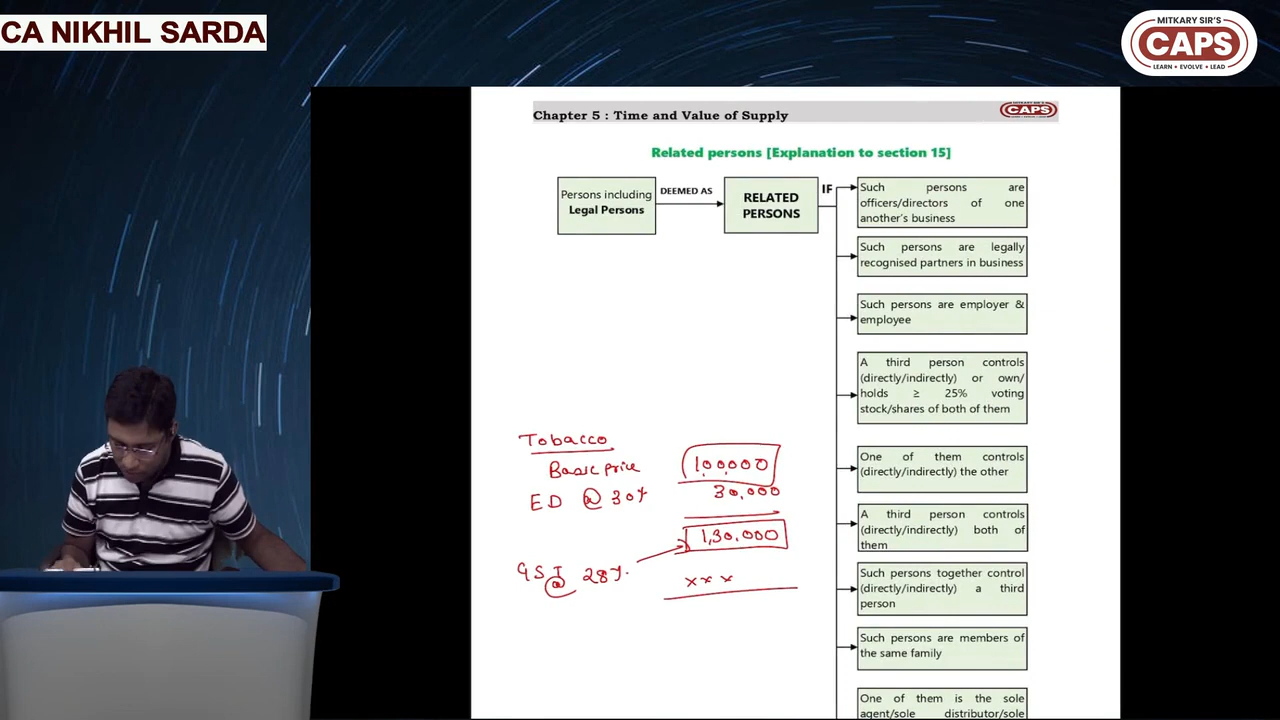 CA NIKHIL SARDA
MITKARY SIR'S
CAPS
LEARN • EVOLVE • LEAD
Chapter 5 : Time and Value of Supply
MITKARY SIR'S
CAPS
Related persons [Explanation to section 15]
Persons including
Legal Persons
DEEMED AS
RELATED
PERSONS
IF
Such persons are
officers/directors of one
another's business
Such persons are legally
recognised partners in business
Such persons are employer &
employee
A third person controls
(directly/indirectly) or own/
holds ≥ 25% voting
stock/shares of both of them
One of them controls
(directly/indirectly) the other
A third person controls
(directly/indirectly) both of
them
Such persons together control
(directly/indirectly) a third
person
Such persons are members of
the same family
One of them is the sole
agent/sole distributor/sole
Tobacco
Basic price 1,00,000
ED @ 30% 30,000
1,30,000
GST @ 28%. xxx